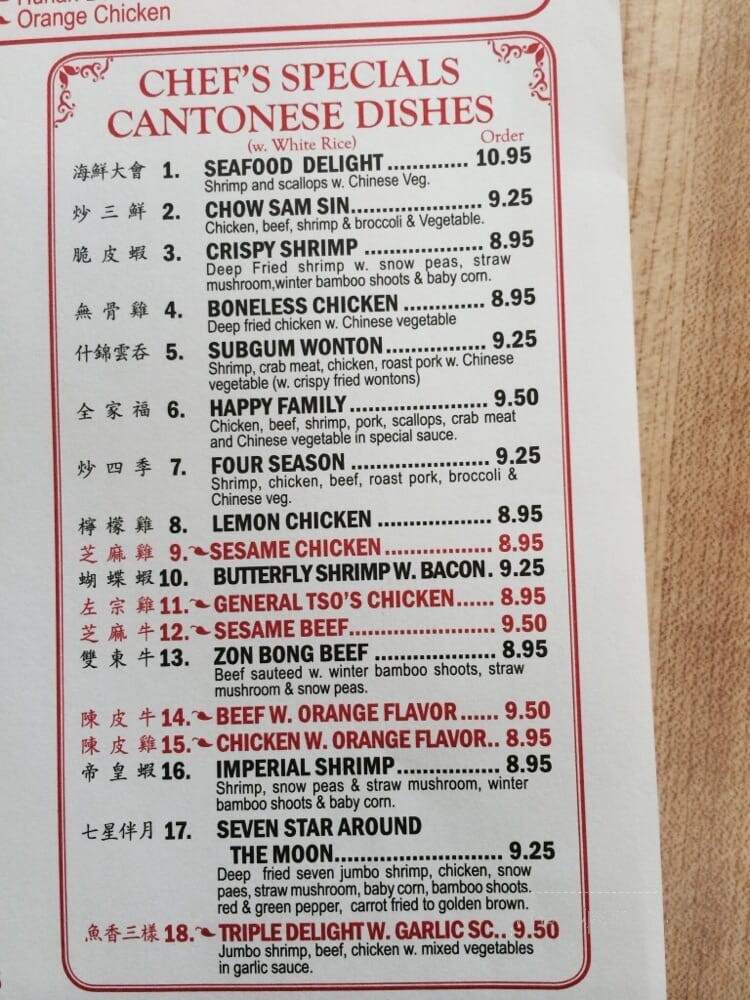 Orange Chicken
CHEF'S SPECIALS
CANTONESE DISHES
(w. White Rice) Order
海鮮大會 1. SEAFOOD DELIGHT ............. 10.95
Shrimp and scallops w. Chinese Veg.
炒三鮮 2. CHOW SAM SIN..................... 9.25
Chicken, beef, shrimp & broccoli & Vegetable.
脆皮蝦 3. CRISPY SHRIMP ................... 8.95
Deep Fried shrimp w. snow peas, straw
mushroom,winter bamboo shoots & baby corn.
無骨雞 4. BONELESS CHICKEN ............. 8.95
Deep fried chicken w. Chinese vegetable
什錦雲吞 5. SUBGUM WONTON................ 9.25
Shrimp, crab meat, chicken, roast pork w. Chinese
vegetable (w. crispy fried wontons)
全家福 6. HAPPY FAMILY...................... 9.50
Chicken, beef, shrimp, pork, scallops, crab meat
and Chinese vegetable in special sauce.
炒四季 7. FOUR SEASON ...................... 9.25
Shrimp, chicken, beef, roast pork, broccoli &
Chinese veg.
檸檬雞 8. LEMON CHICKEN .................. 8.95
芝麻雞 9. SESAME CHICKEN................. 8.95
蝴蝶蝦 10. BUTTERFLY SHRIMP W. BACON. 9.25
左宗雞 11. GENERAL TSO'S CHICKEN...... 8.95
芝麻牛 12. SESAME BEEF....................... 9.50
雙東牛 13. ZON BONG BEEF ................... 8.95
Beef sauteed w. winter bamboo shoots, straw
mushroom & snow peas.
陳皮牛 14. BEEF W. ORANGE FLAVOR...... 9.50
陳皮雞 15. CHICKEN W. ORANGE FLAVOR.. 8.95
帝皇蝦 16. IMPERIAL SHRIMP................ 8.95
Shrimp, snow peas & straw mushroom, winter
bamboo shoots & baby corn.
七星伴月 17. SEVEN STAR AROUND
THE MOON.......................... 9.25
Deep fried seven jumbo shrimp, chicken, snow
paes, straw mushroom, baby corn, bamboo shoots.
red & green pepper, carrot fried to golden brown.
魚香三樣 18. TRIPLE DELIGHT W. GARLIC SC.. 9.50
Jumbo shrimp, beef, chicken w. mixed vegetables
in garlic sauce.